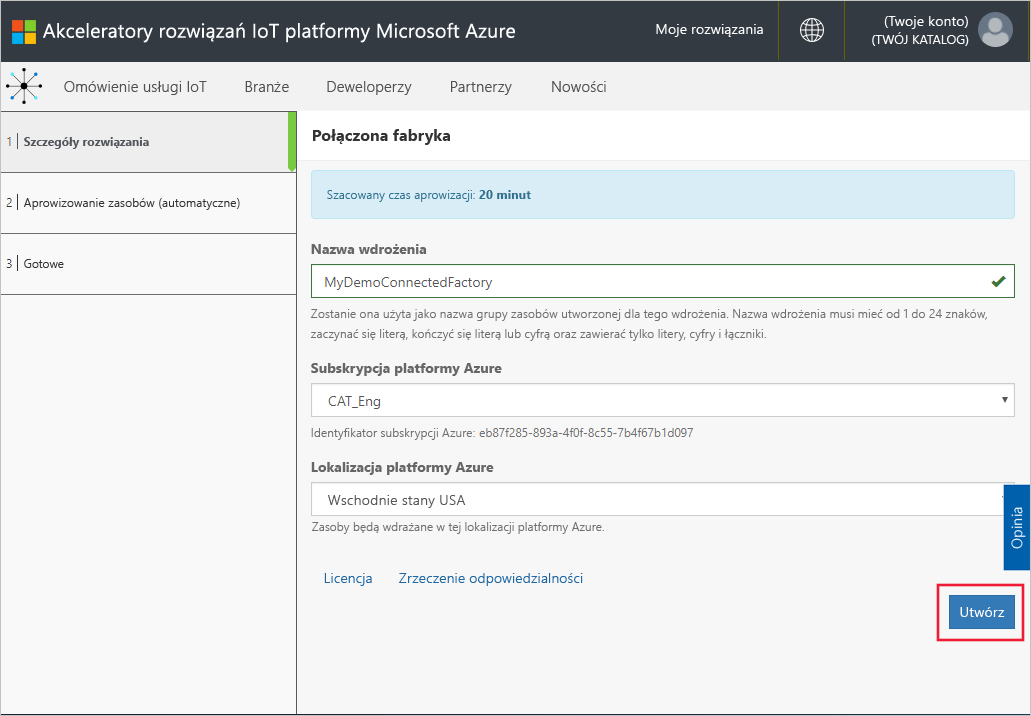 Akceleratory rozwiązań IoT platformy Microsoft Azure
Moje rozwiązania
(Twoje konto)
(TWÓJ KATALOG)
Omówienie usługi IoT
Branże
Deweloperzy
Partnerzy
Nowości
1 | Szczegóły rozwiązania
2 | Aprowizowanie zasobów (automatyczne)
3 | Gotowe
Połączona fabryka
Szacowany czas aprowizacji: 20 minut
Nazwa wdrożenia
MyDemoConnectedFactory
Zostanie ona użyta jako nazwa grupy zasobów utworzonej dla tego wdrożenia. Nazwa wdrożenia musi mieć od 1 do 24 znaków,
zaczynać się literą, kończyć się literą lub cyfrą oraz zawierać tylko litery, cyfry i łączniki.
Subskrypcja platformy Azure
CAT_Eng
Identyfikator subskrypcji Azure: eb87f285-893a-4f0f-8c55-7b4f67b1d097
Lokalizacja platformy Azure
Wschodnie stany USA
Zasoby będą wdrażane w tej lokalizacji platformy Azure.
Opinia
Licencja
Zrzeczenie odpowiedzialności
Utwórz